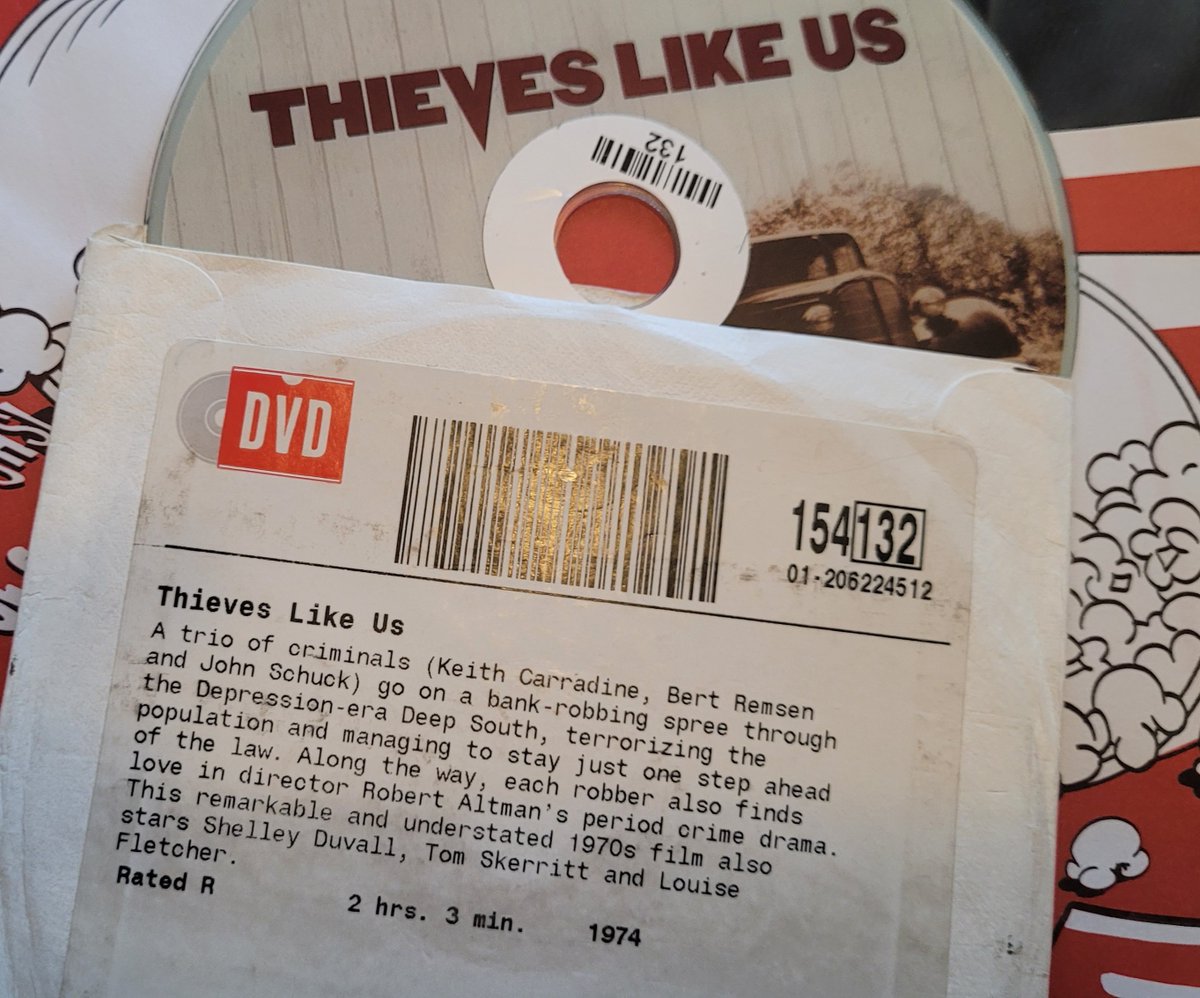 THIEVES LIKE US
132
DVD
154132
01-206224512
Thieves Like Us
A trio of criminals (Keith Carradine, Bert Remsen
and John Schuck) go on a bank-robbing spree through
the Depression-era Deep South, terrorizing the
population and managing to stay just one step ahead
of the law. Along the way, each robber also finds
love in director Robert Altman's period crime drama.
This remarkable and understated 1970s film also
stars Shelley Duvall, Tom Skerritt and Louise
Fletcher.
Rated R 2 hrs. 3 min. 1974